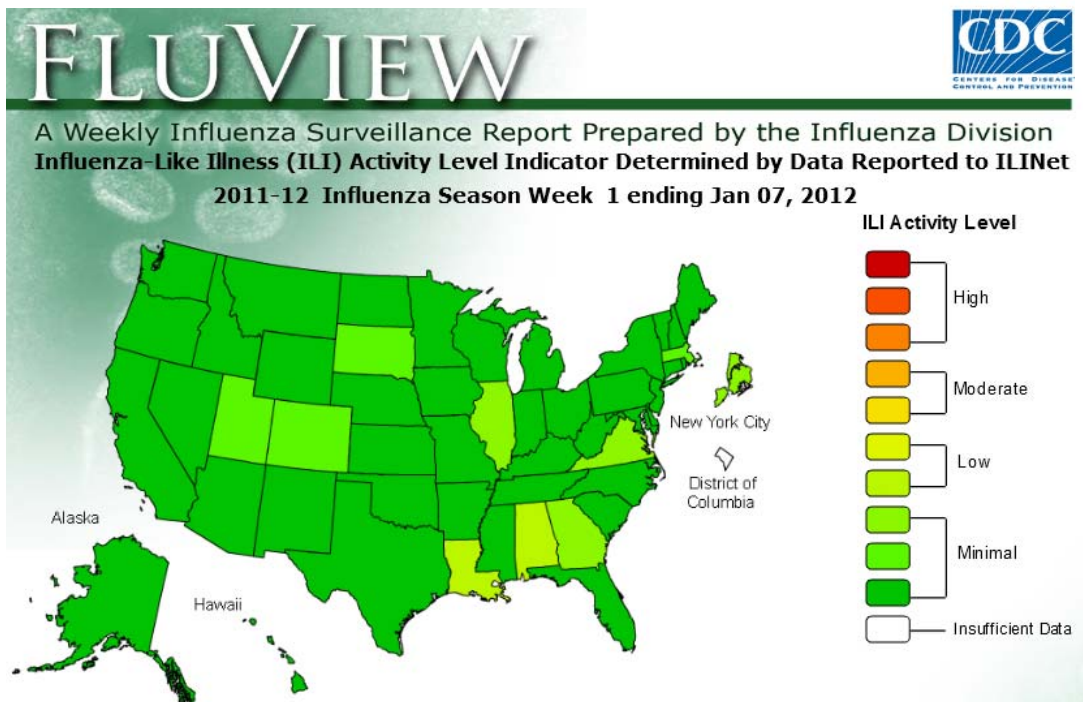 FLUVIEW
CDC
CENTERS FOR DISEASE
CONTROL AND PREVENTION
A Weekly Influenza Surveillance Report Prepared by the Influenza Division
Influenza-Like Illness (ILI) Activity Level Indicator Determined by Data Reported to ILINet
2011-12 Influenza Season Week 1 ending Jan 07, 2012
ILI Activity Level
High
Moderate
Low
Minimal
Insufficient Data
New York City
District of
Columbia
Alaska
Hawaii